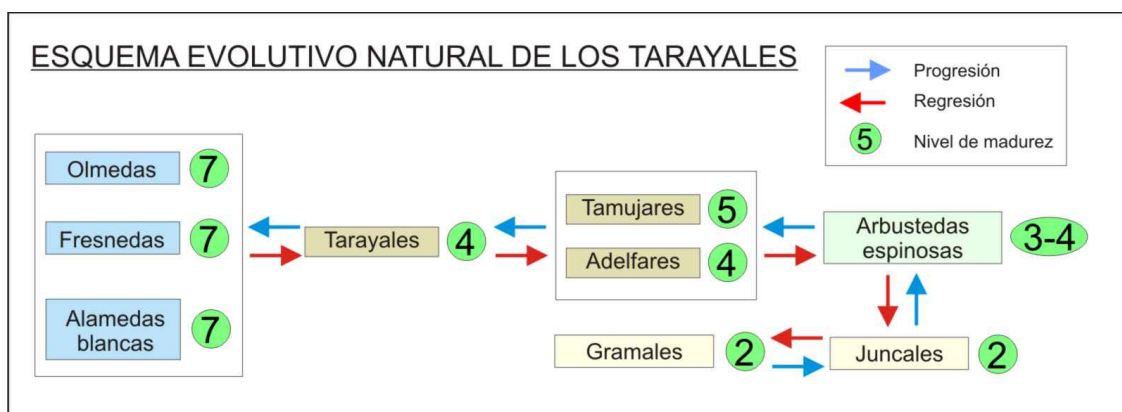 ESQUEMA EVOLUTIVO NATURAL DE LOS TARAYALES
Progresión
Regresión
5 Nivel de madurez
Olmedas 7
Fresnedas 7
Alamedas
blancas 7
Tarayales 4
Tamujares 5
Adelfares 4
Arbustedas
espinosas 3-4
Gramales 2
Juncales 2